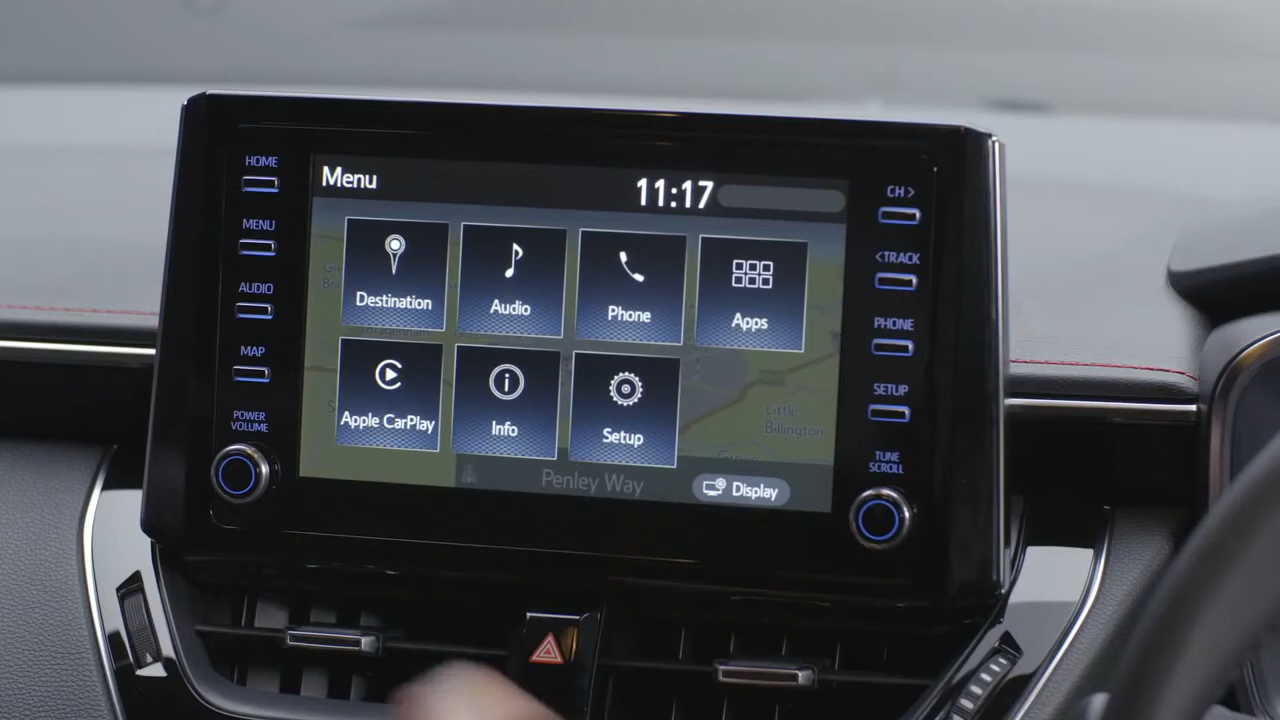 HOME
MENU
AUDIO
MAP
POWER
VOLUME
Menu
11:17
Destination
Audio
Phone
Apps
Apple CarPlay
Info
Setup
Little
Billington
Penley Way
Display
CH >
<TRACK
PHONE
SETUP
TUNE
SCROLL